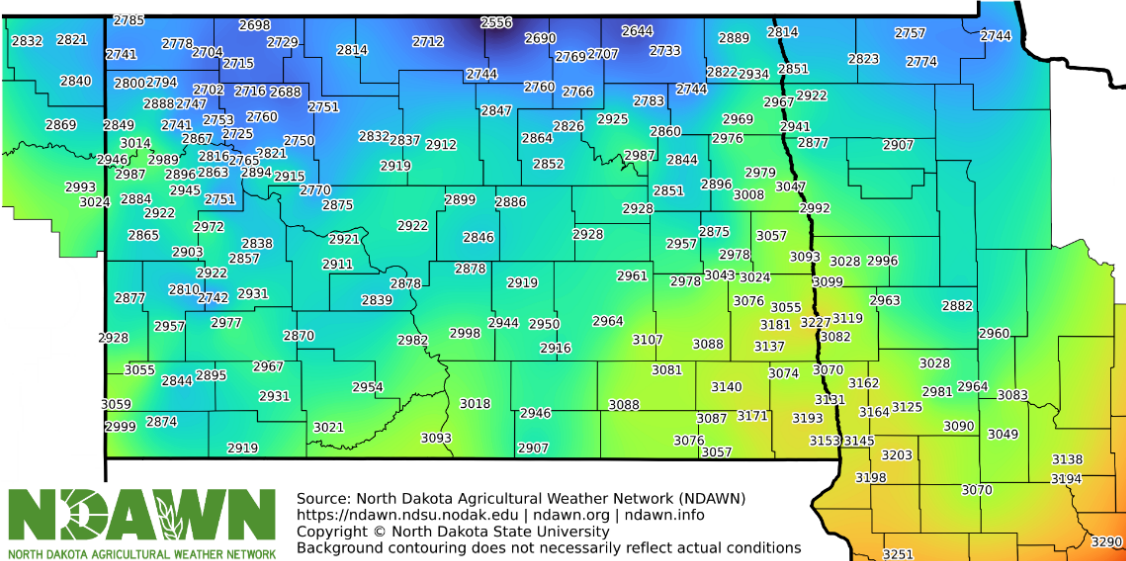 2785 2698 2556
2832 2821 2778 2729 2712 2690 2644 2889 2814 2757 2744
2741 2704 2814 2769 2707 2733 2823 2774
2715
2840 2800 2794 2744 2822 2934 2851
2702 2716 2688 2760 2766 2744
2888 2747 2751 2783 2967 2922
2753 2760 2847 2925 2969
2869 2849 2741 2725 2826 2860 2941
3014 2867 2750 2832 2837 2912 2864 2976 2877 2907
2946 2989 2816 2765 2821 2919 2852 2987 2844
2987 2896 2863 2894 2915 2979
2993 2945 2770 2851 2896 3047
3024 2884 2751 2875 2899 2886 3008
2922 2928 2992
2865 2972 2921 2922 2846 2928 2957 2875 3057
2903 2838 2978 3093 3028 2996
2857 2911
2922 2878 2961 3043 3024
2810 2878 2919 2978 3099
2877 2742 2931 2839 3076 3055 2963 2882
2957 2977 2944 2950 2964 3181 3227 3119
2928 2870 2982 2998 2916 3107 3088 3137 3082 2960
3055 2967 3081 3074 3070 3028
2844 2895 2954 3140 3162 2981 2964 3083
3059 2931 3018 3088 3131 3125
2999 2874 3021 2946 3087 3171 3193 3164 3090 3049
3093 3076 3153 3145
2919 2907 3057 3203 3138
3198 3194
3070
NDAWN
NORTH DAKOTA AGRICULTURAL WEATHER NETWORK
Source: North Dakota Agricultural Weather Network (NDAWN)
https://ndawn.ndsu.nodak.edu | ndawn.org | ndawn.info
Copyright © North Dakota State University
Background contouring does not necessarily reflect actual conditions
3290
3251